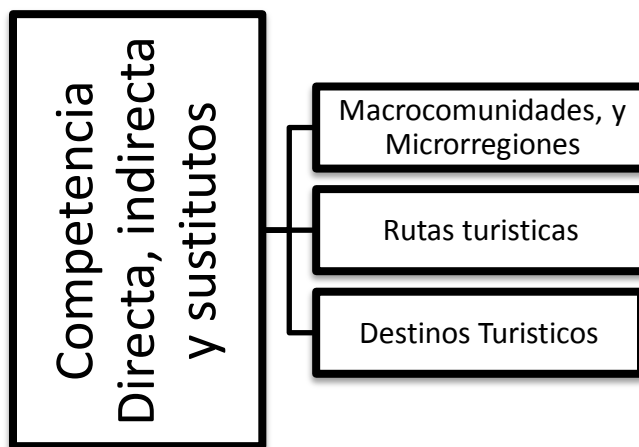 Competencia
Directa, indirecta
y sustitutos
Macrocomunidades, y
Microrregiones
Rutas turisticas
Destinos Turisticos